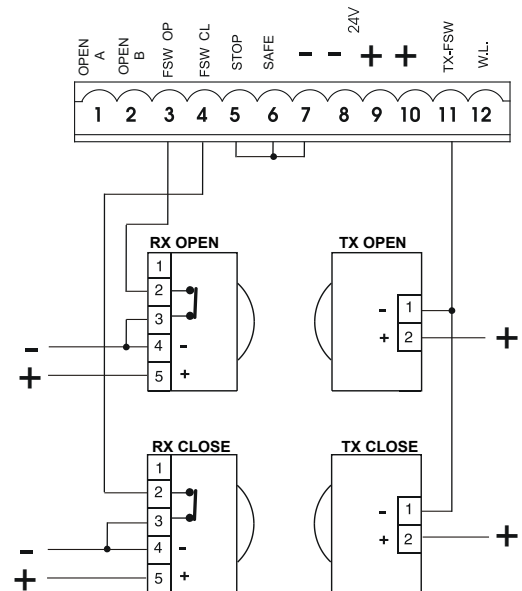 OPEN A
OPEN B
FSW OP
FSW CL
STOP
SAFE
-
-
24V
+
+
TX-FSW
W.L.
1 2 3 4 5 6 7 8 9 10 11 12
RX OPEN
1
2
3
- 4 -
+ 5 +
TX OPEN
- 1
+ 2 +
RX CLOSE
1
2
3
- 4 -
+ 5 +
TX CLOSE
- 1
+ 2 +